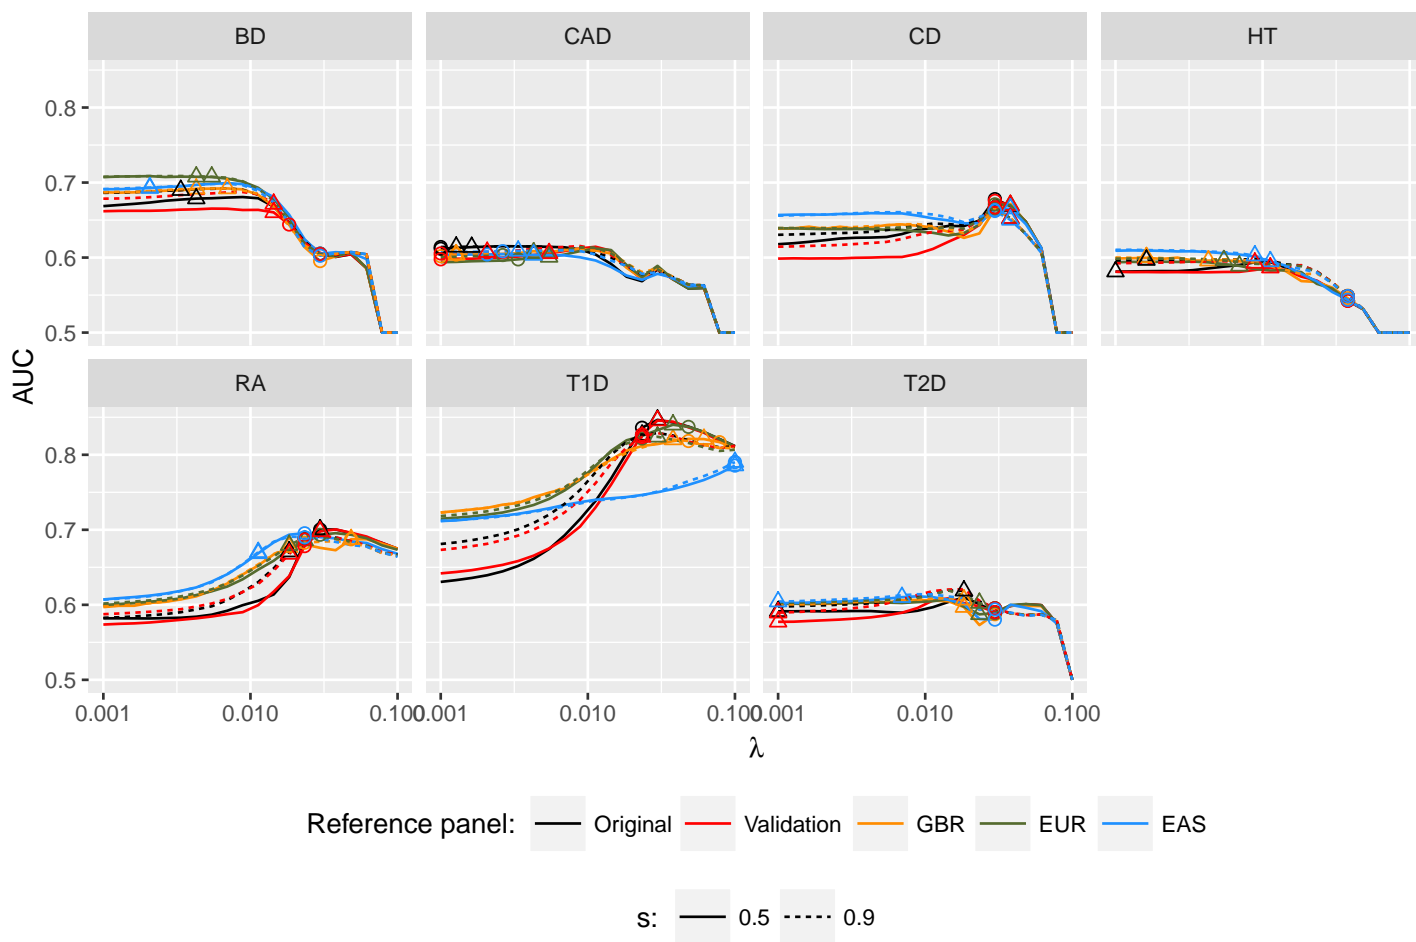 BD CAD CD HT
0.8
0.7
0.6
0.5
AUC
RA T1D T2D
0.8
0.7
0.6
0.5
0.001 0.010 0.100 0.001 0.010 0.100 0.001 0.010 0.100
λ
Reference panel: Original Validation GBR EUR EAS
s: 0.5 0.9